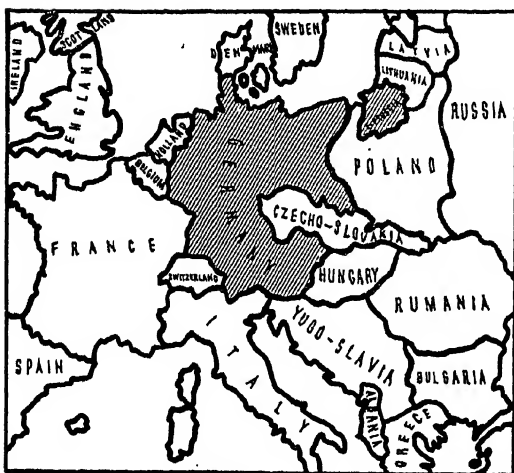 SCOTLAND
IRELAND
ENGLAND
DENMARK
SWEDEN
LATVIA
LITHUANIA
RUSSIA
HOLLAND
BELGIUM
GERMANY
POLAND
CZECHO-SLOVAKIA
FRANCE
SWITZERLAND
HUNGARY
RUMANIA
ITALY
YUGO-SLAVIA
SPAIN
BULGARIA
ALBANIA
GREECE